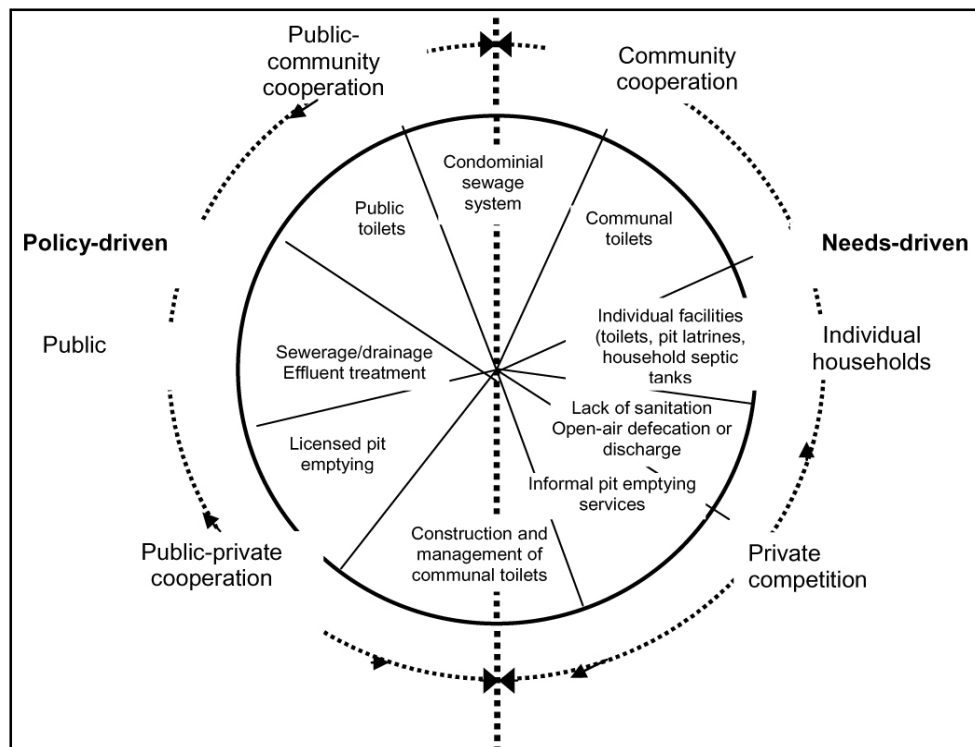 Public-
community
cooperation
Community
cooperation
Condominial
sewage
system
Public
toilets
Communal
toilets
Policy-driven
Needs-driven
Public
Individual
households
Individual facilities
(toilets, pit latrines,
household septic
tanks
Sewerage/drainage
Effluent treatment
Lack of sanitation
Open-air defecation or
discharge
Licensed pit
emptying
Informal pit emptying
services
Construction and
management of
communal toilets
Public-private
cooperation
Private
competition